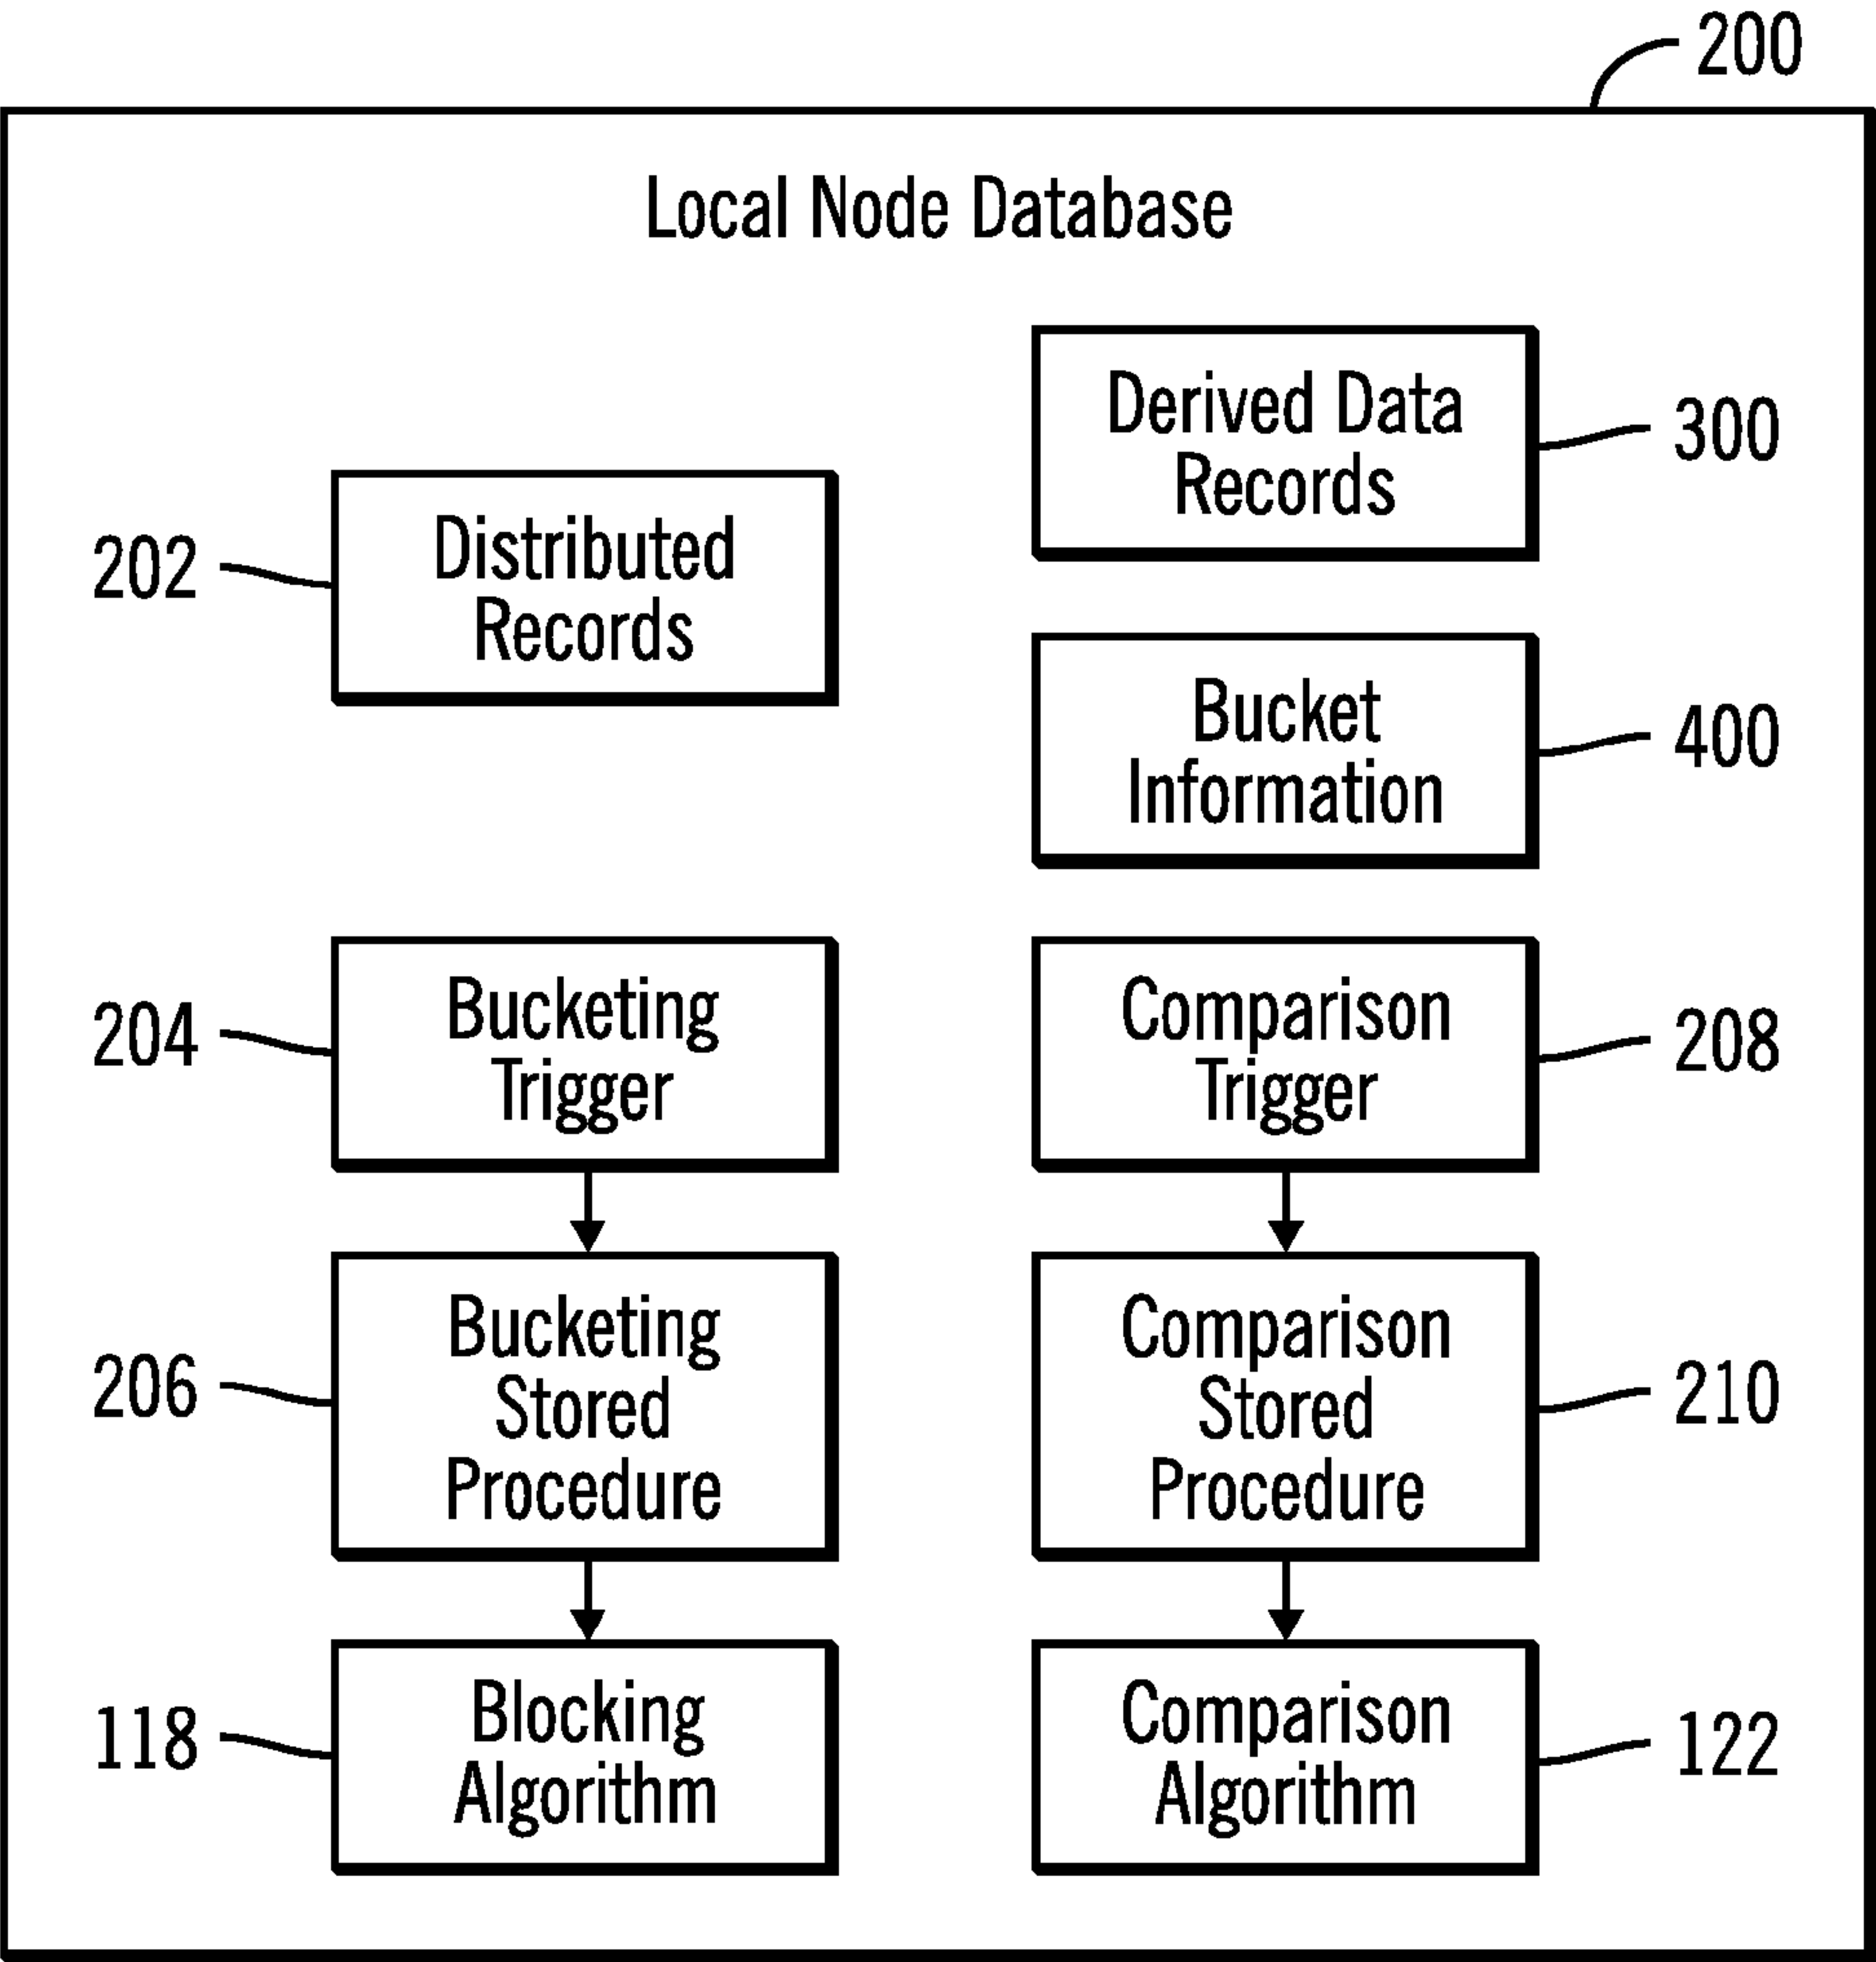 200
Local Node Database
Derived Data
Records
300
202
Distributed
Records
Bucket
Information
400
204
Bucketing
Trigger
Comparison
Trigger
208
206
Bucketing
Stored
Procedure
Comparison
Stored
Procedure
210
118
Blocking
Algorithm
Comparison
Algorithm
122